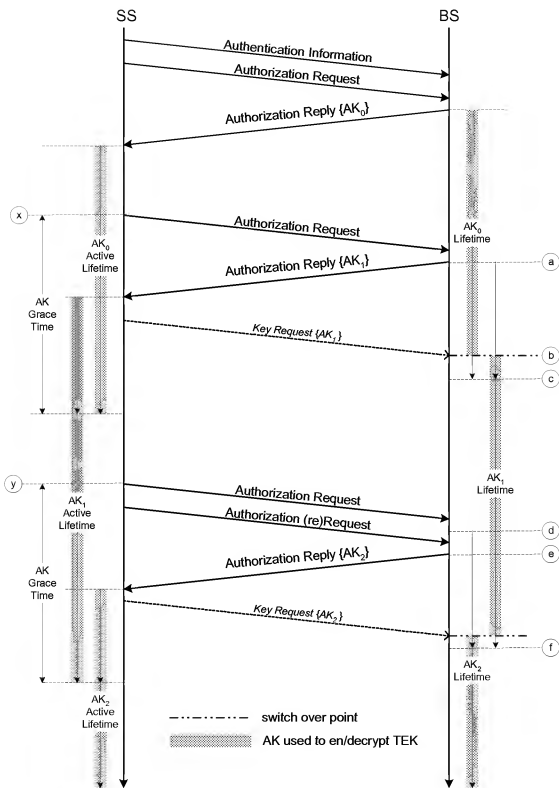 SS
BS
Authentication Information
Authorization Request
Authorization Reply {AK0}
x
AK0
Active
Lifetime
AK
Grace
Time
Authorization Request
Authorization Reply {AK1}
Key Request {AK1}
AK0
Lifetime
a
b
c
y
AK1
Active
Lifetime
AK
Grace
Time
AK1
Lifetime
Authorization Request
Authorization (re)Request
Authorization Reply {AK2}
Key Request {AK2}
d
e
f
AK2
Active
Lifetime
AK2
Lifetime
switch over point
AK used to en/decrypt TEK